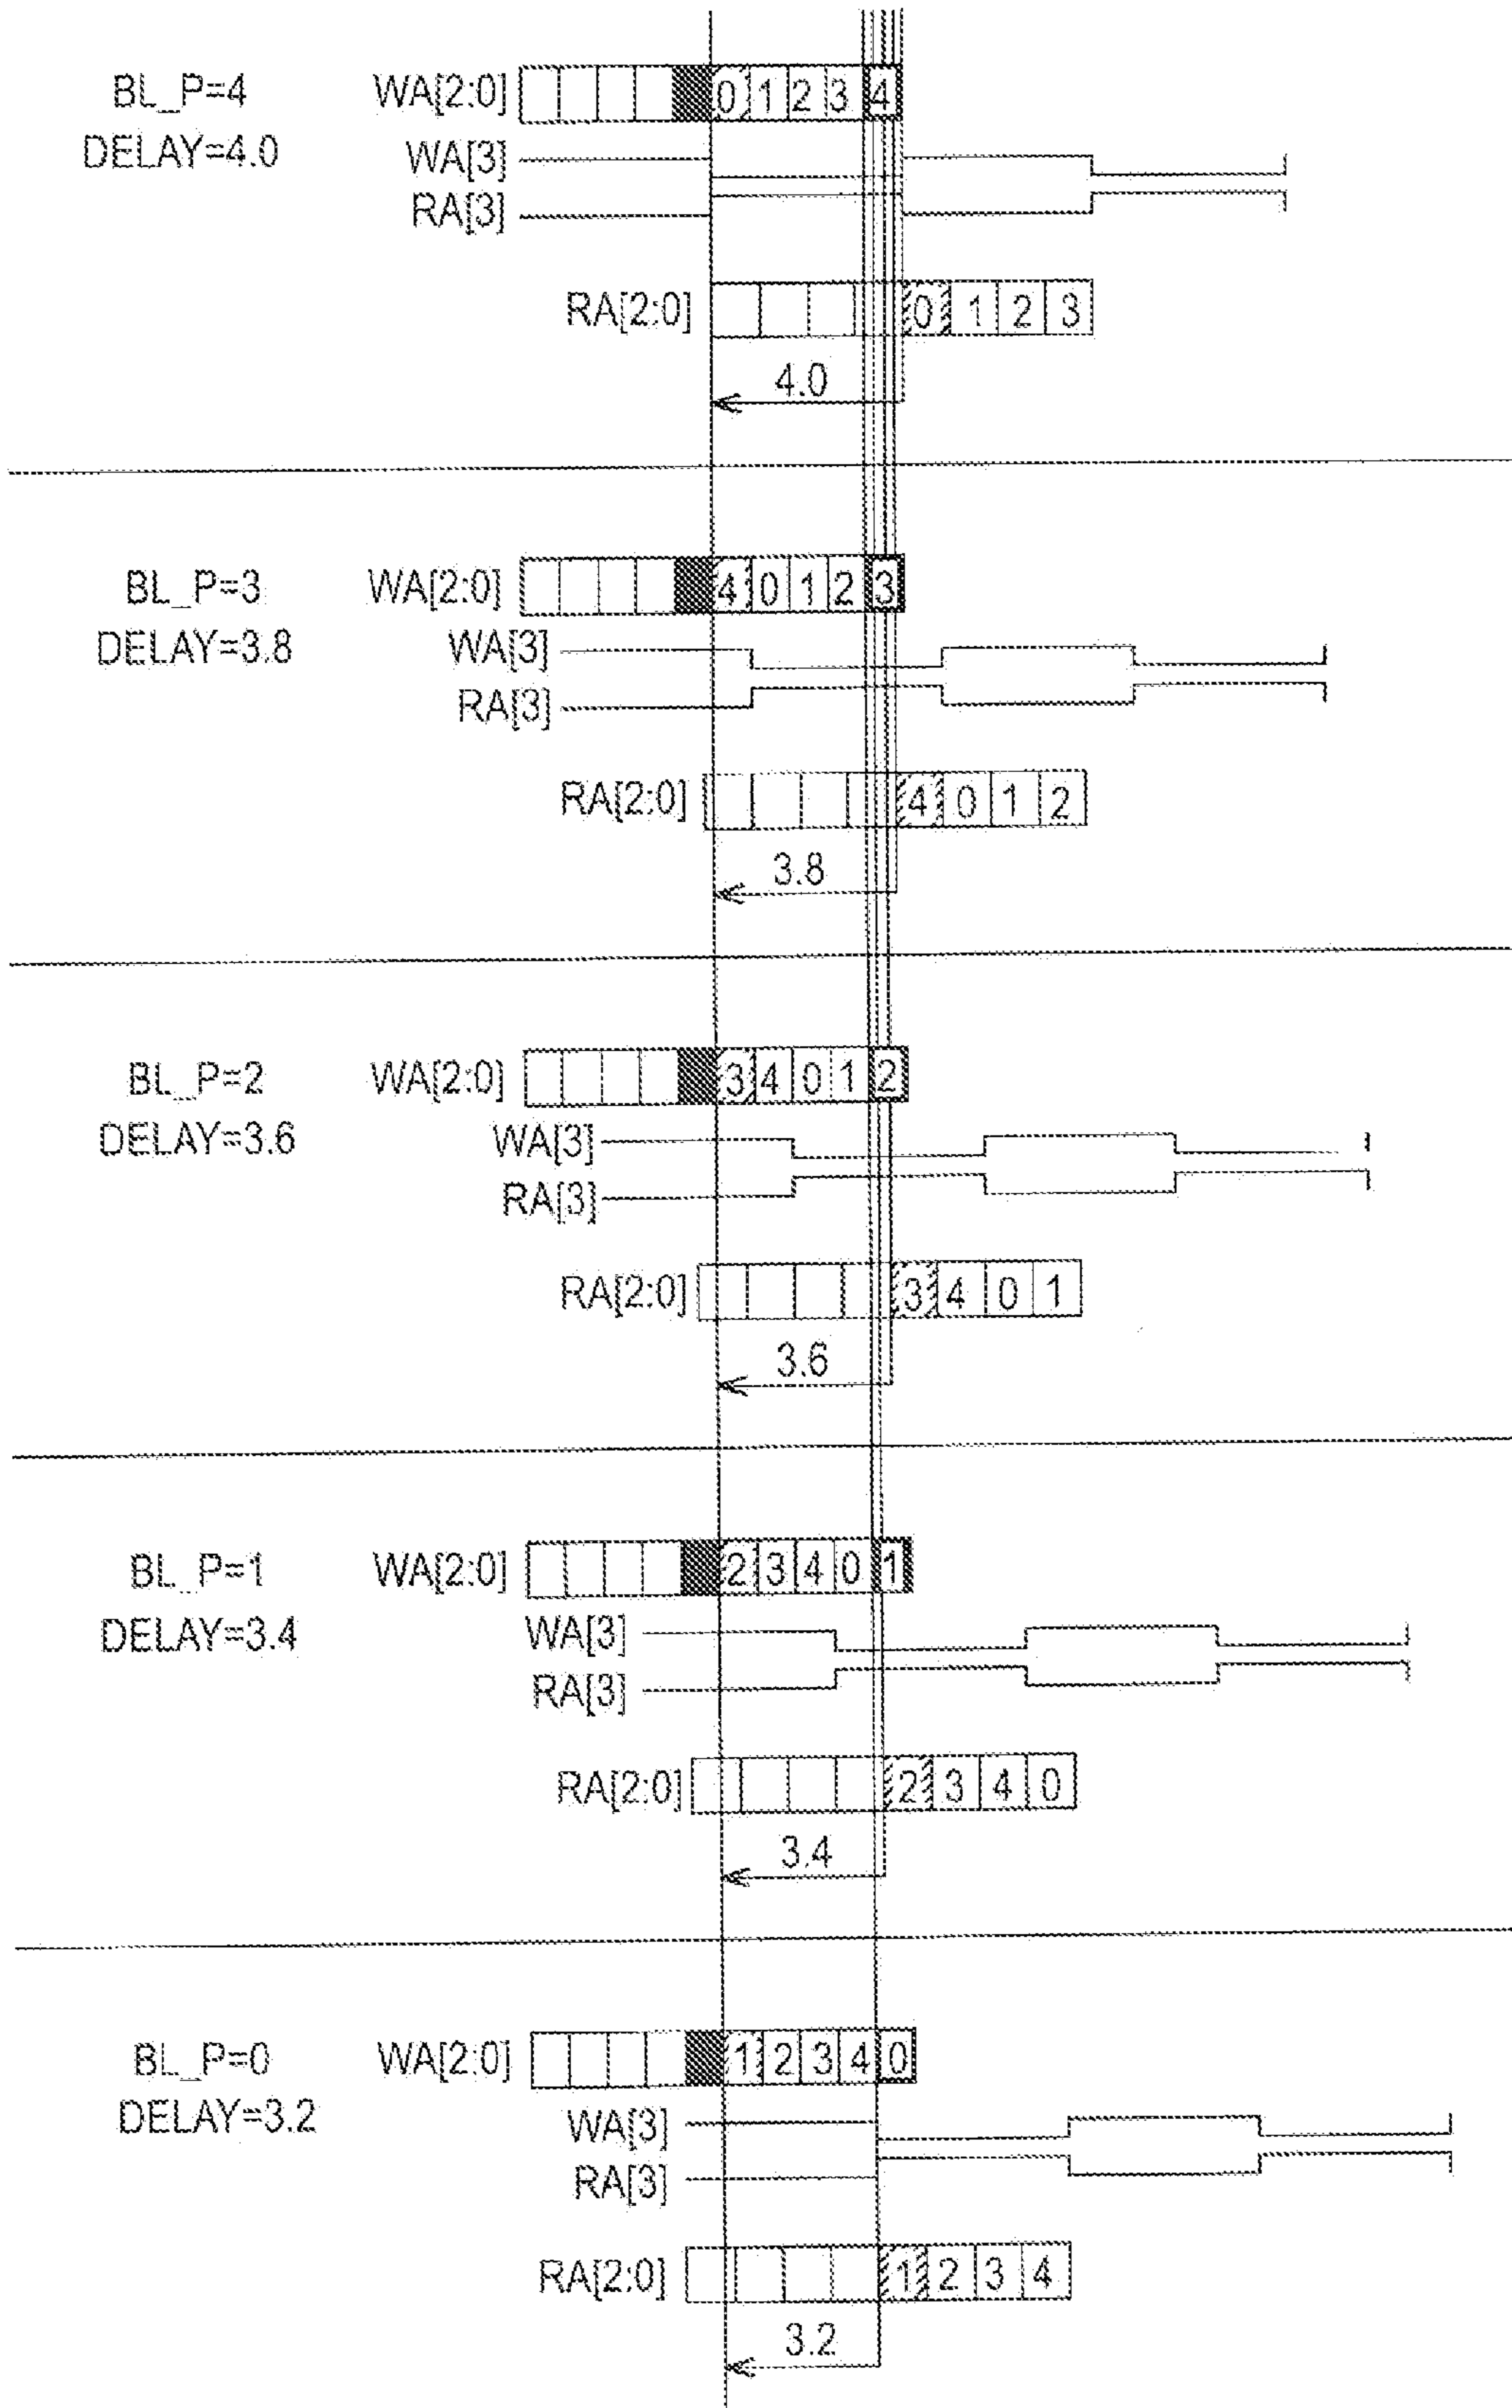 BL_P=4 WA[2:0] 0 1 2 3 4
DELAY=4.0 WA[3]
RA[3]
RA[2:0] 0 1 2 3
4.0
BL_P=3 WA[2:0] 4 0 1 2 3
DELAY=3.8 WA[3]
RA[3]
RA[2:0] 4 0 1 2
3.8
BL_P=2 WA[2:0] 3 4 0 1 2
DELAY=3.6 WA[3]
RA[3]
RA[2:0] 3 4 0 1
3.6
BL_P=1 WA[2:0] 2 3 4 0 1
DELAY=3.4 WA[3]
RA[3]
RA[2:0] 2 3 4 0
3.4
BL_P=0 WA[2:0] 1 2 3 4 0
DELAY=3.2 WA[3]
RA[3]
RA[2:0] 1 2 3 4
3.2